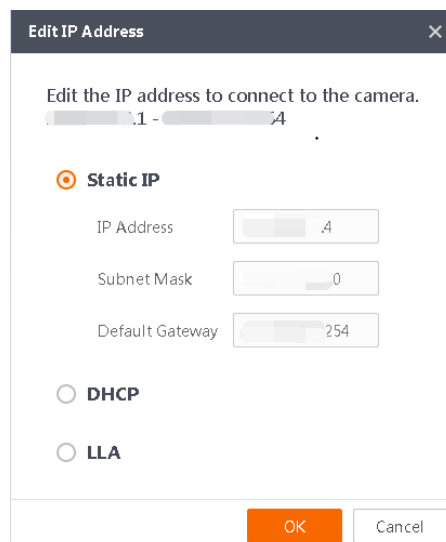 Edit IP Address
Edit the IP address to connect to the camera.
.1 - 54
Static IP
IP Address .4
Subnet Mask .0
Default Gateway 254
DHCP
LLA
OK Cancel